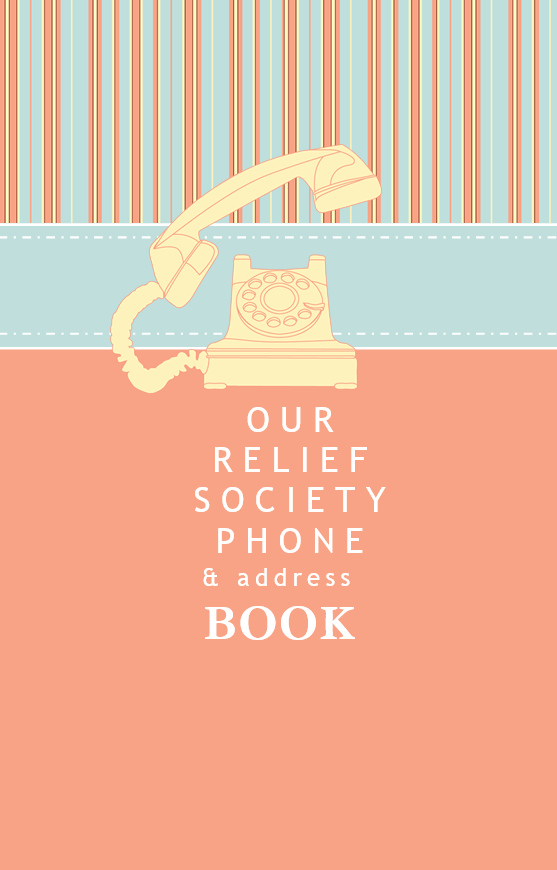 OUR
RELIEF
SOCIETY
PHONE
& address
BOOK